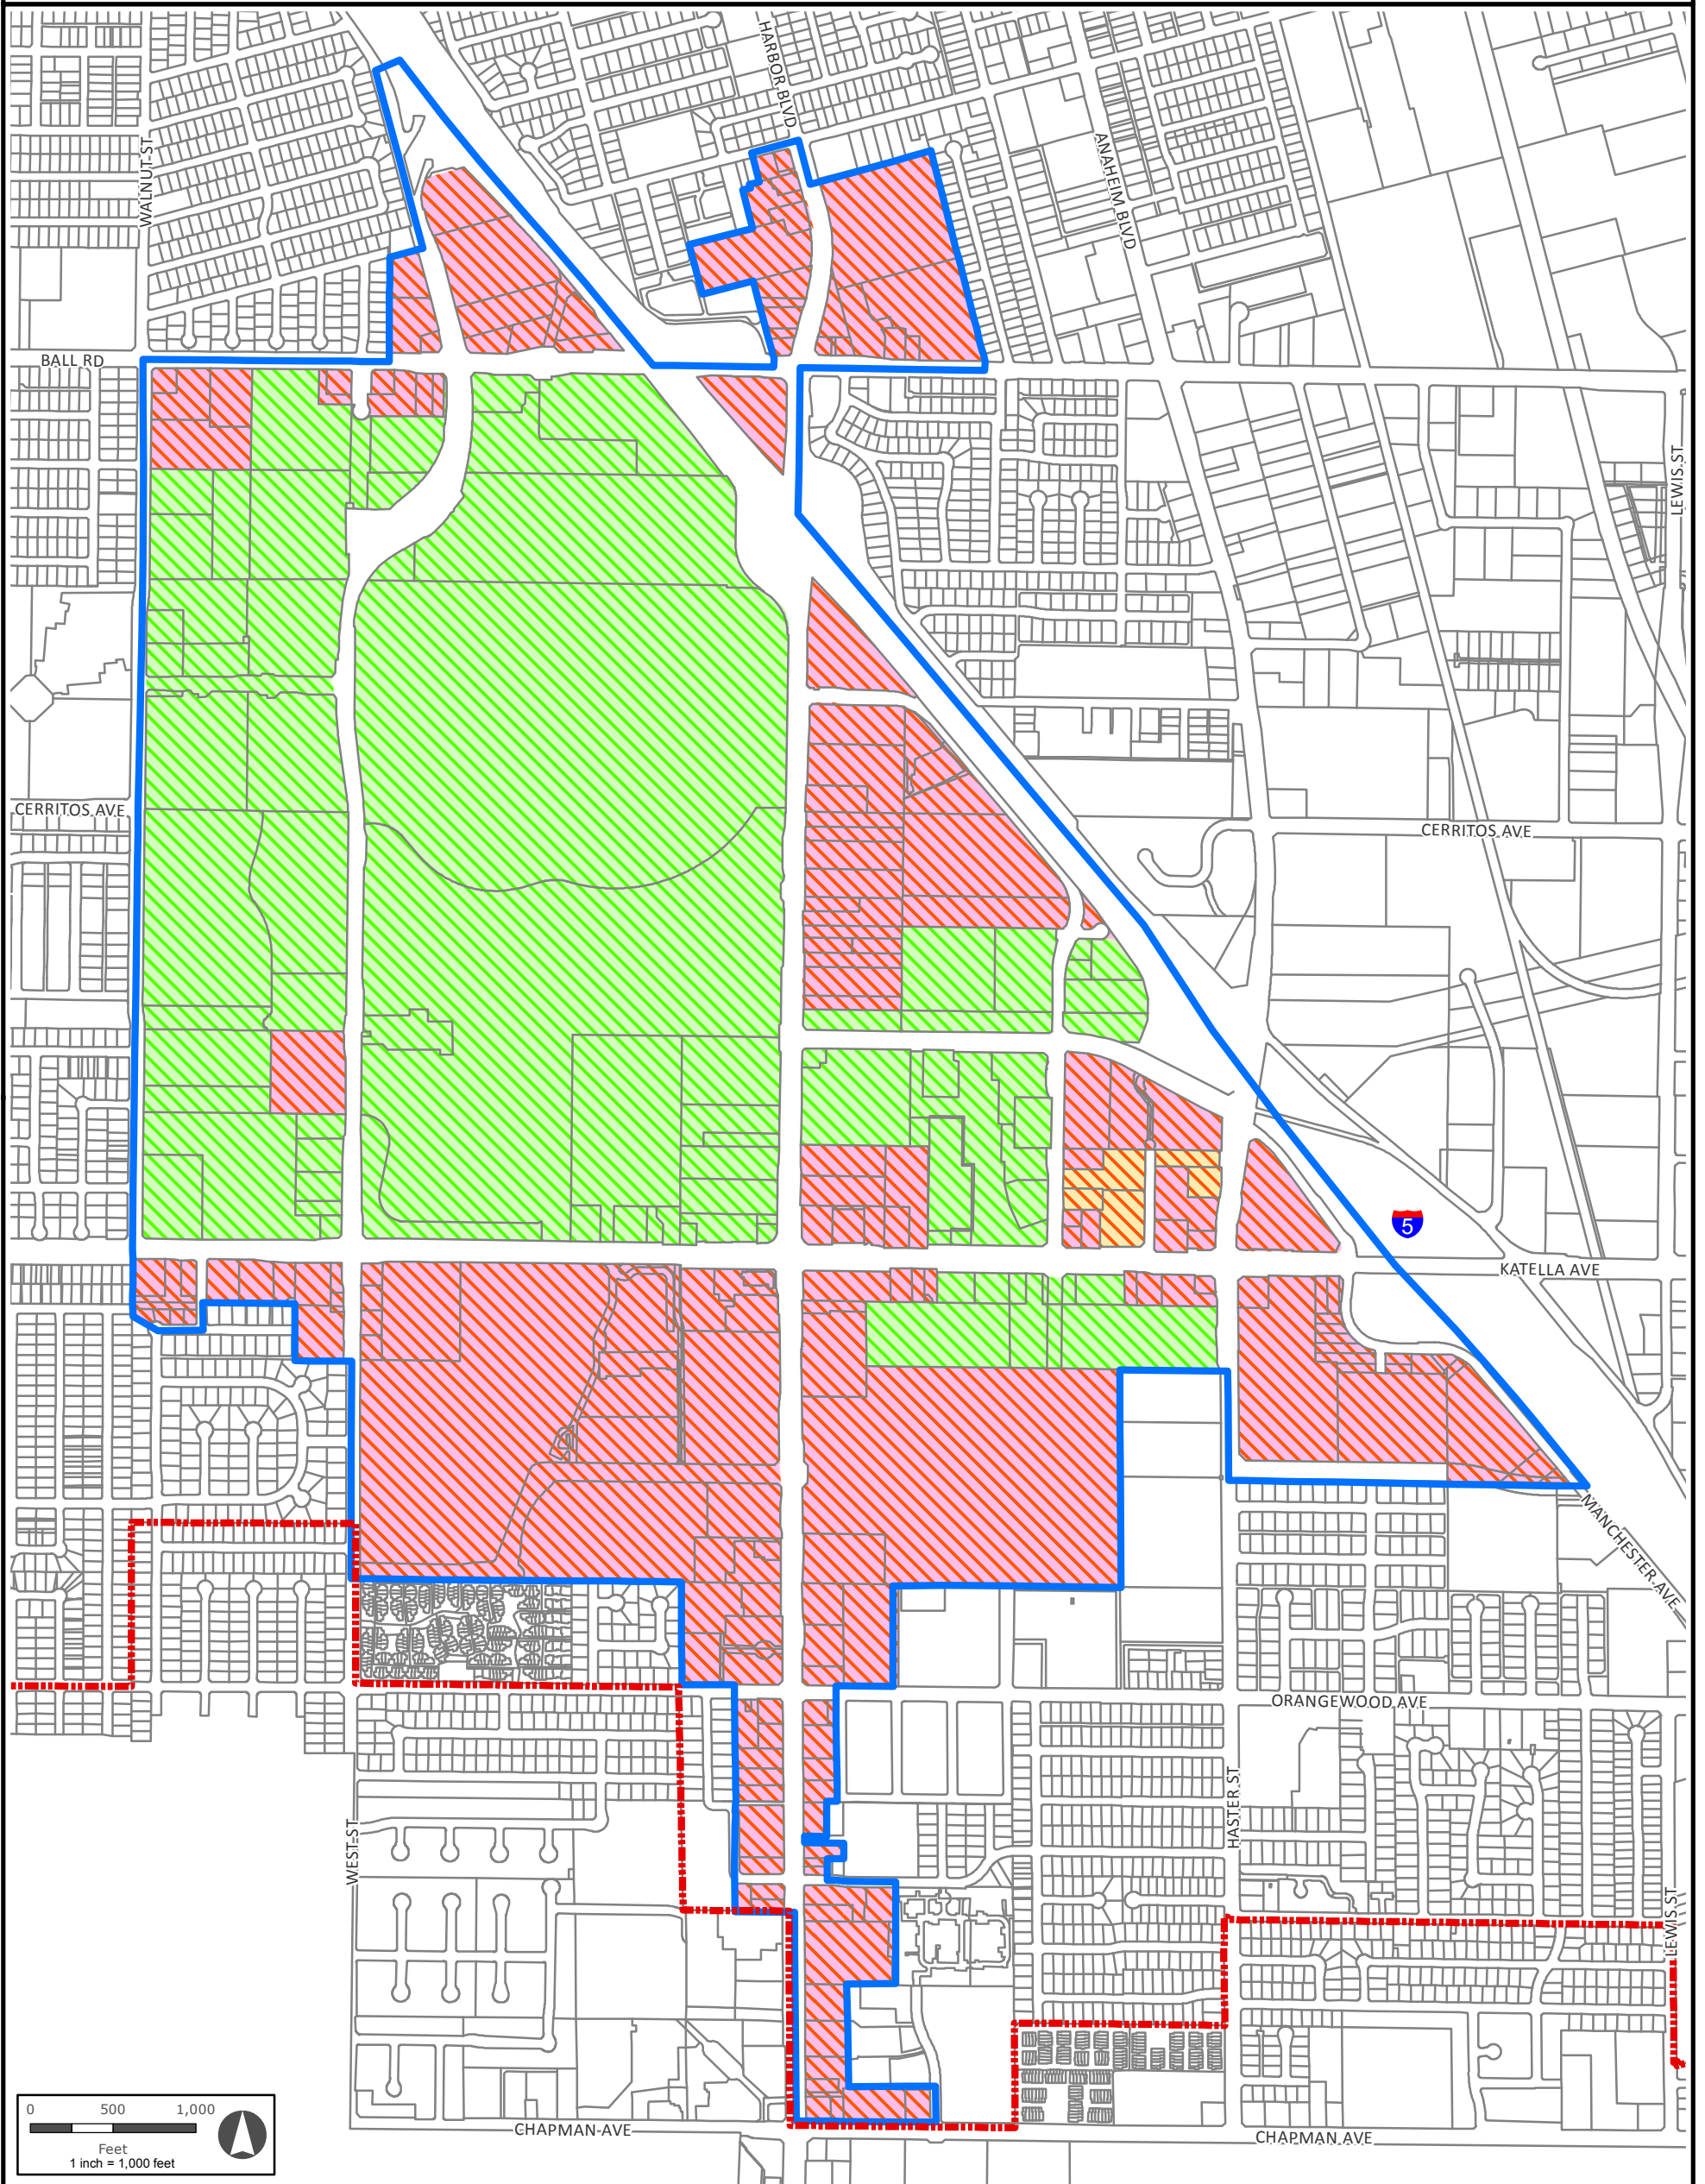 HARBOR BLVD
WALNUT ST
ANAHEIM BLVD
BALL RD
LEWIS ST
CERRITOS AVE
CERRITOS AVE
5
KATELLA AVE
MANCHESTER AVE
ORANGEWOOD AVE
HASTER ST
WEST ST
LEWIS ST
0 500 1,000
Feet
1 inch = 1,000 feet
CHAPMAN AVE
CHAPMAN AVE